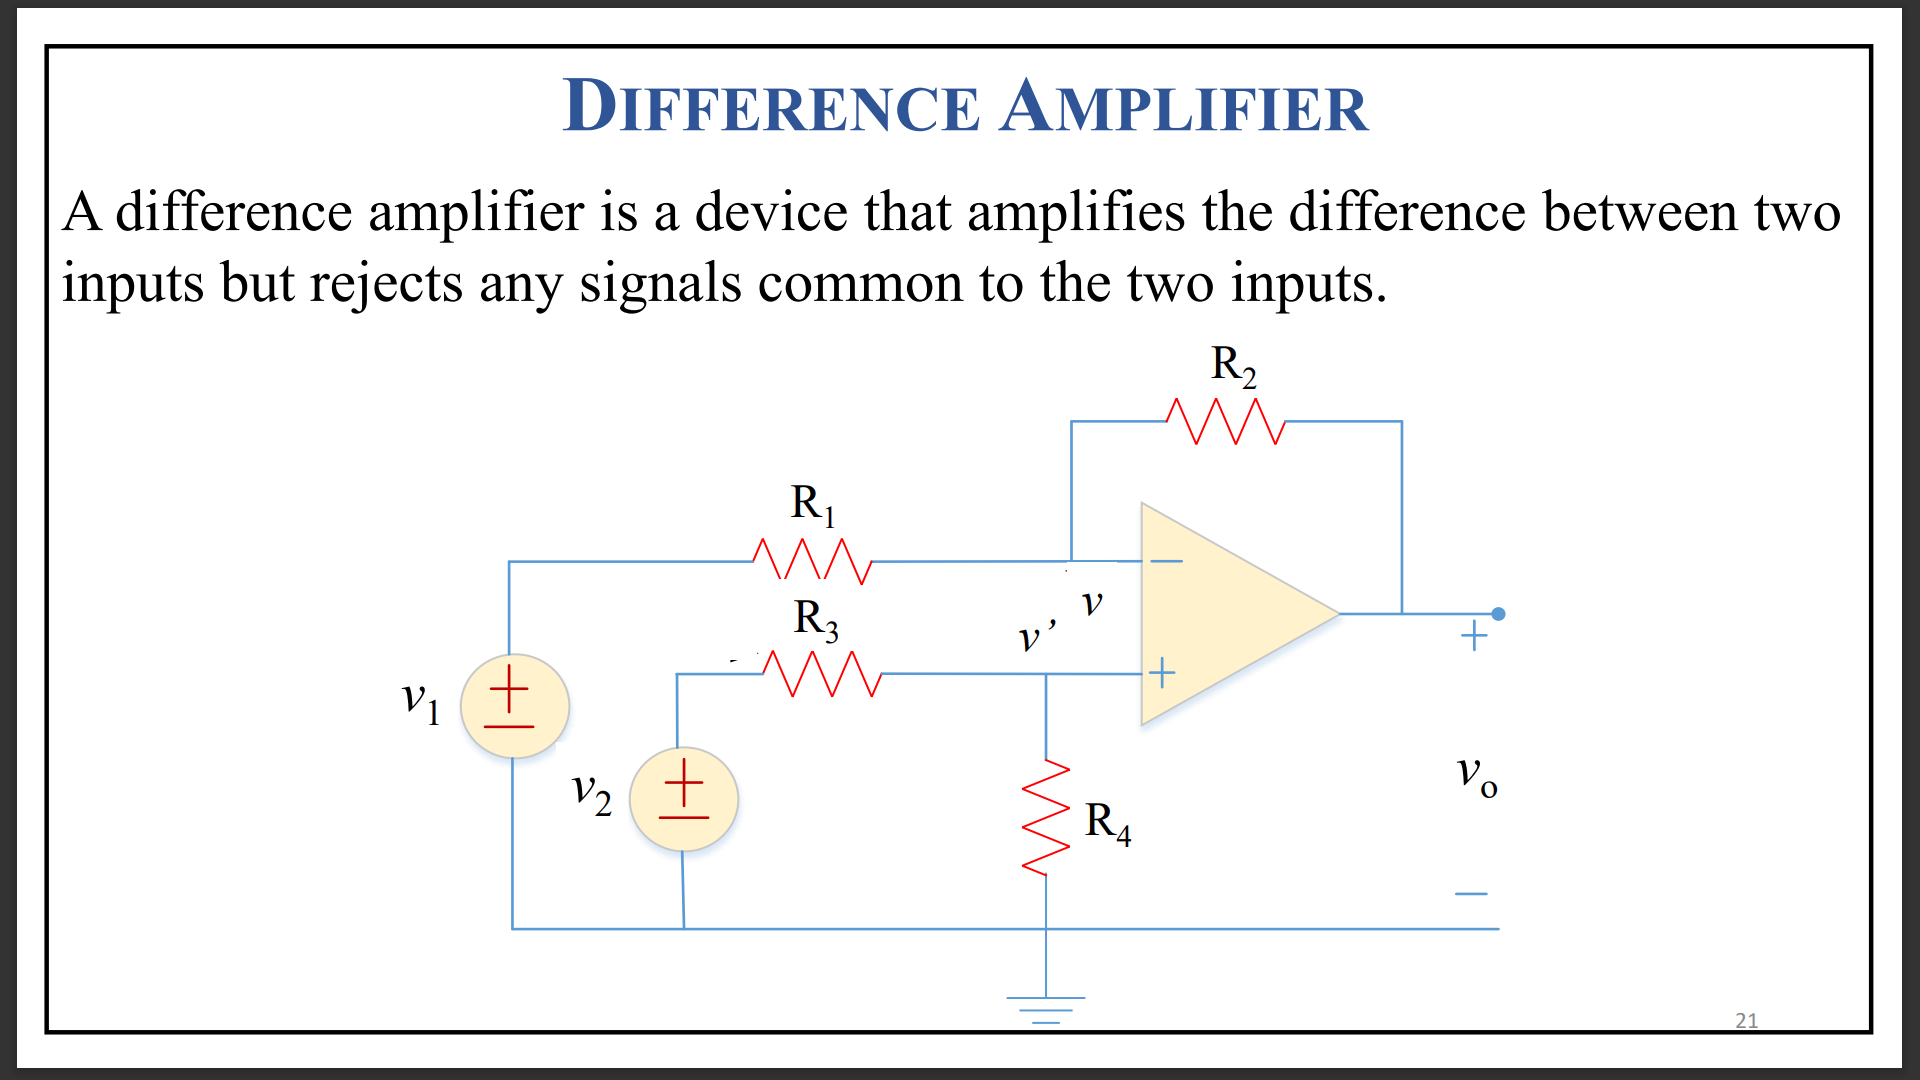 DIFFERENCE AMPLIFIER
A difference amplifier is a device that amplifies the difference between two
inputs but rejects any signals common to the two inputs.
R2
R1
−
v
R3
v’
+
+
v1
+
−
v2
+
−
vo
R4
−
21